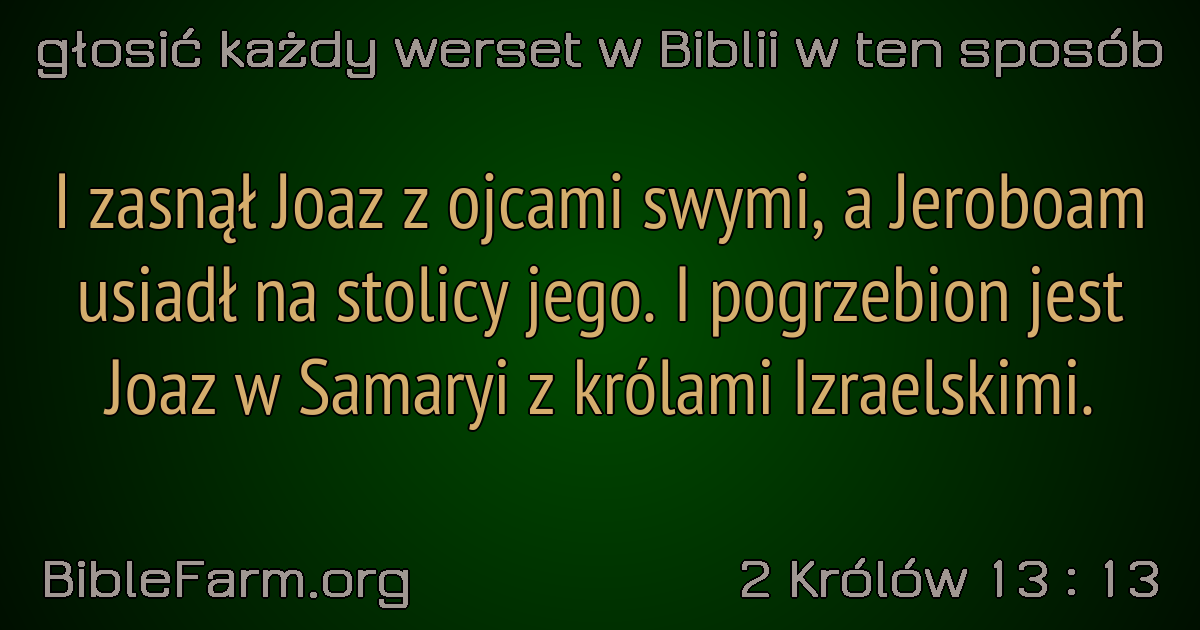 głosić każdy werset w Biblii w ten sposób
I zasnął Joaz z ojcami swymi, a Jeroboam
usiadł na stolicy jego. I pogrzebion jest
Joaz w Samaryi z królami Izraelskimi.
BibleFarm.org
2 Królów 13 : 13